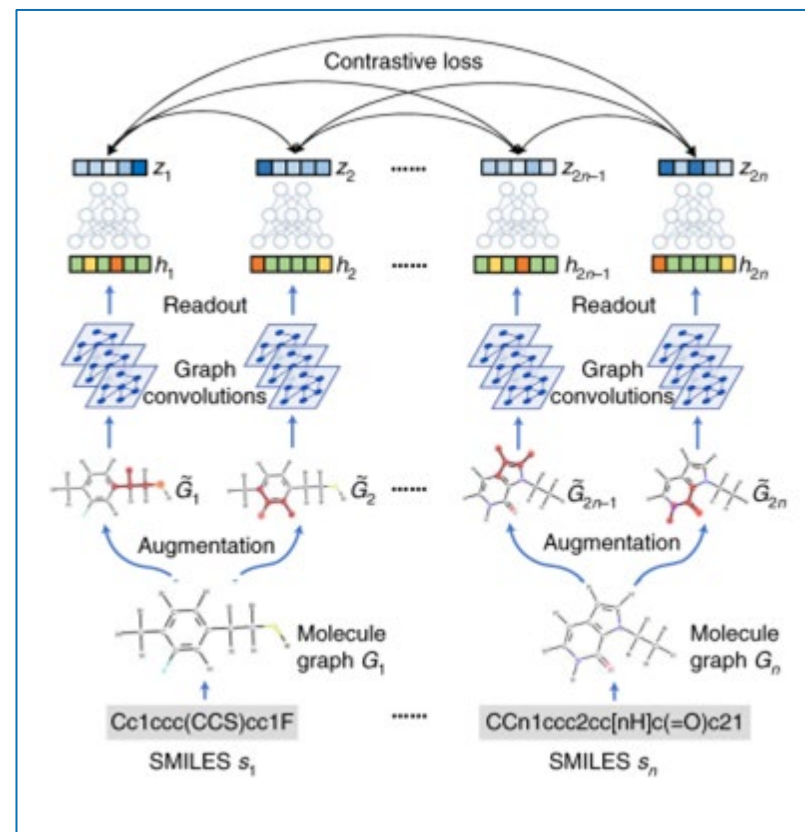 Contrastive loss
z₁ z₂ ...... z₂ₙ₋₁ z₂ₙ
h₁ h₂ ...... h₂ₙ₋₁ h₂ₙ
Readout Readout
Graph convolutions Graph convolutions
G̃₁ G̃₂ ...... G̃₂ₙ₋₁ G̃₂ₙ
Augmentation Augmentation
Molecule graph G₁ Molecule graph Gₙ
Cc1ccc(CCS)cc1F ...... CCn1ccc2cc[nH]c(=O)c21
SMILES s₁ SMILES sₙ